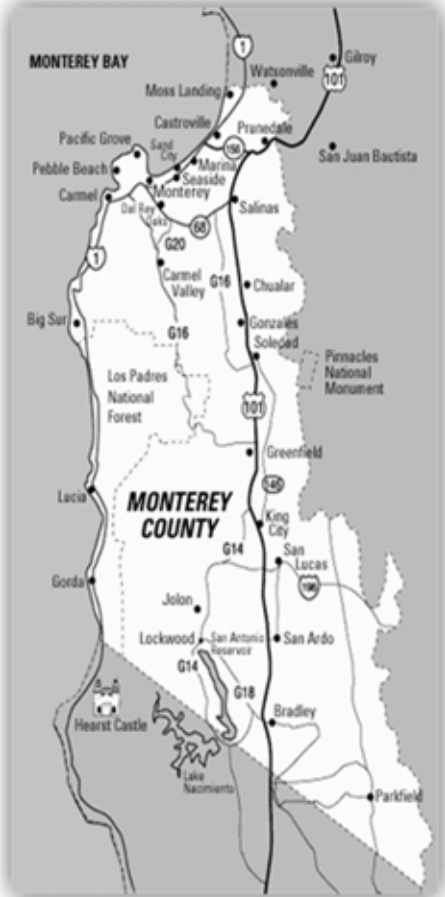 1
Gilroy
MONTEREY BAY
Watsonville
101
Moss Landing
Castroville
Prunedale
Pacific Grove
Sand
City
156
San Juan Bautista
Pebble Beach
Marina
Seaside
Carmel
Monterey
Del Rey
Oaks
Salinas
68
G20
1
Carmel
Valley
G16
Chualar
Big Sur
G16
Gonzales
Soledad
Pinnacles
National
Monument
Los Padres
National
Forest
101
Greenfield
146
Lucia
MONTEREY
COUNTY
King
City
G14
San
Lucas
198
Gorda
Jolon
Lockwood
San Antonio
Reservoir
San Ardo
G14
G18
Hearst Castle
Bradley
Lake
Nacimiento
Parkfield